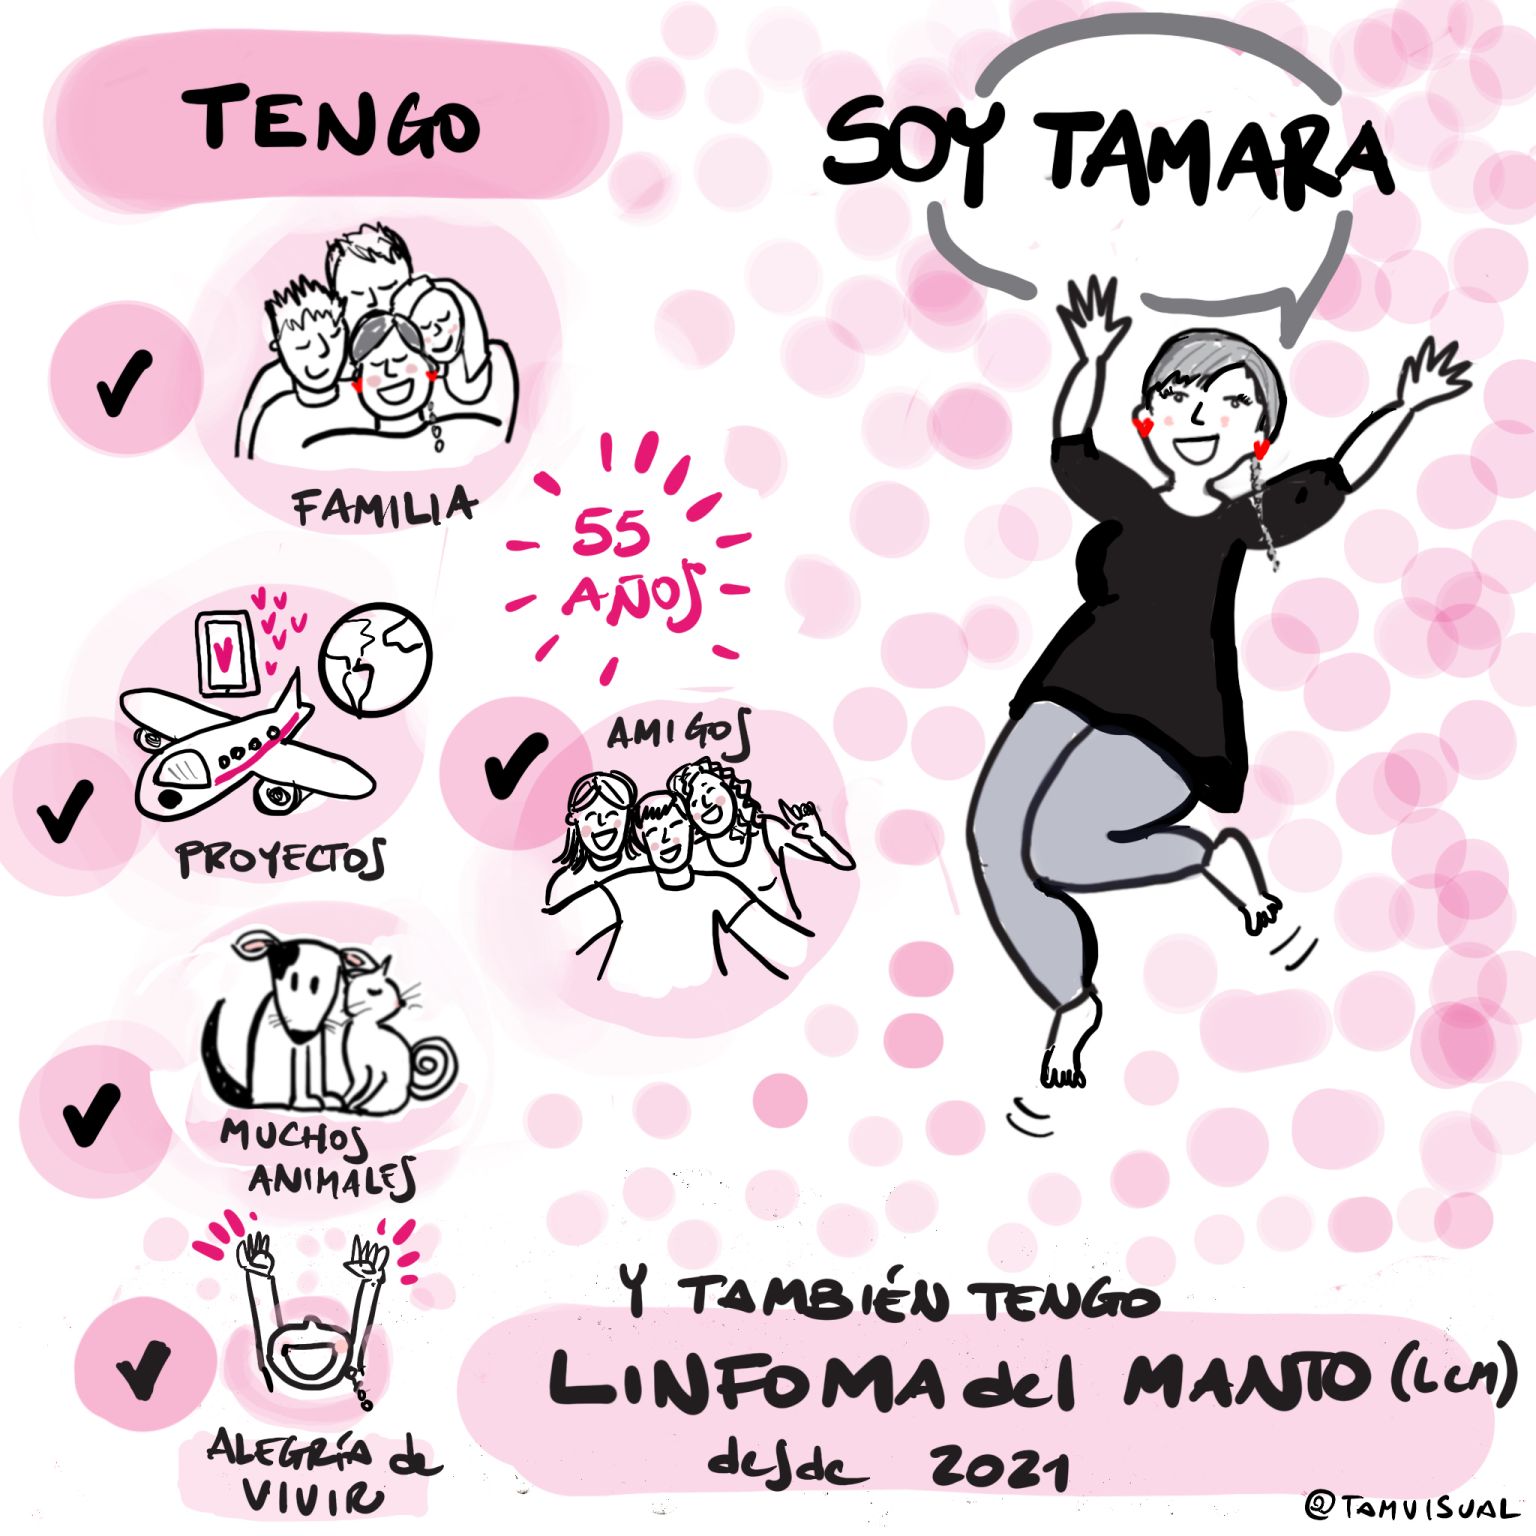 TENGO
SOY TAMARA
FAMILIA
55
AÑOS
PROYECTOS
AMIGOS
MUCHOS
ANIMALES
ALEGRÍA de
VIVIR
Y TAMBIÉN TENGO
LINFOMA del MANTO (LCM)
desde 2021
@TAMVISUAL